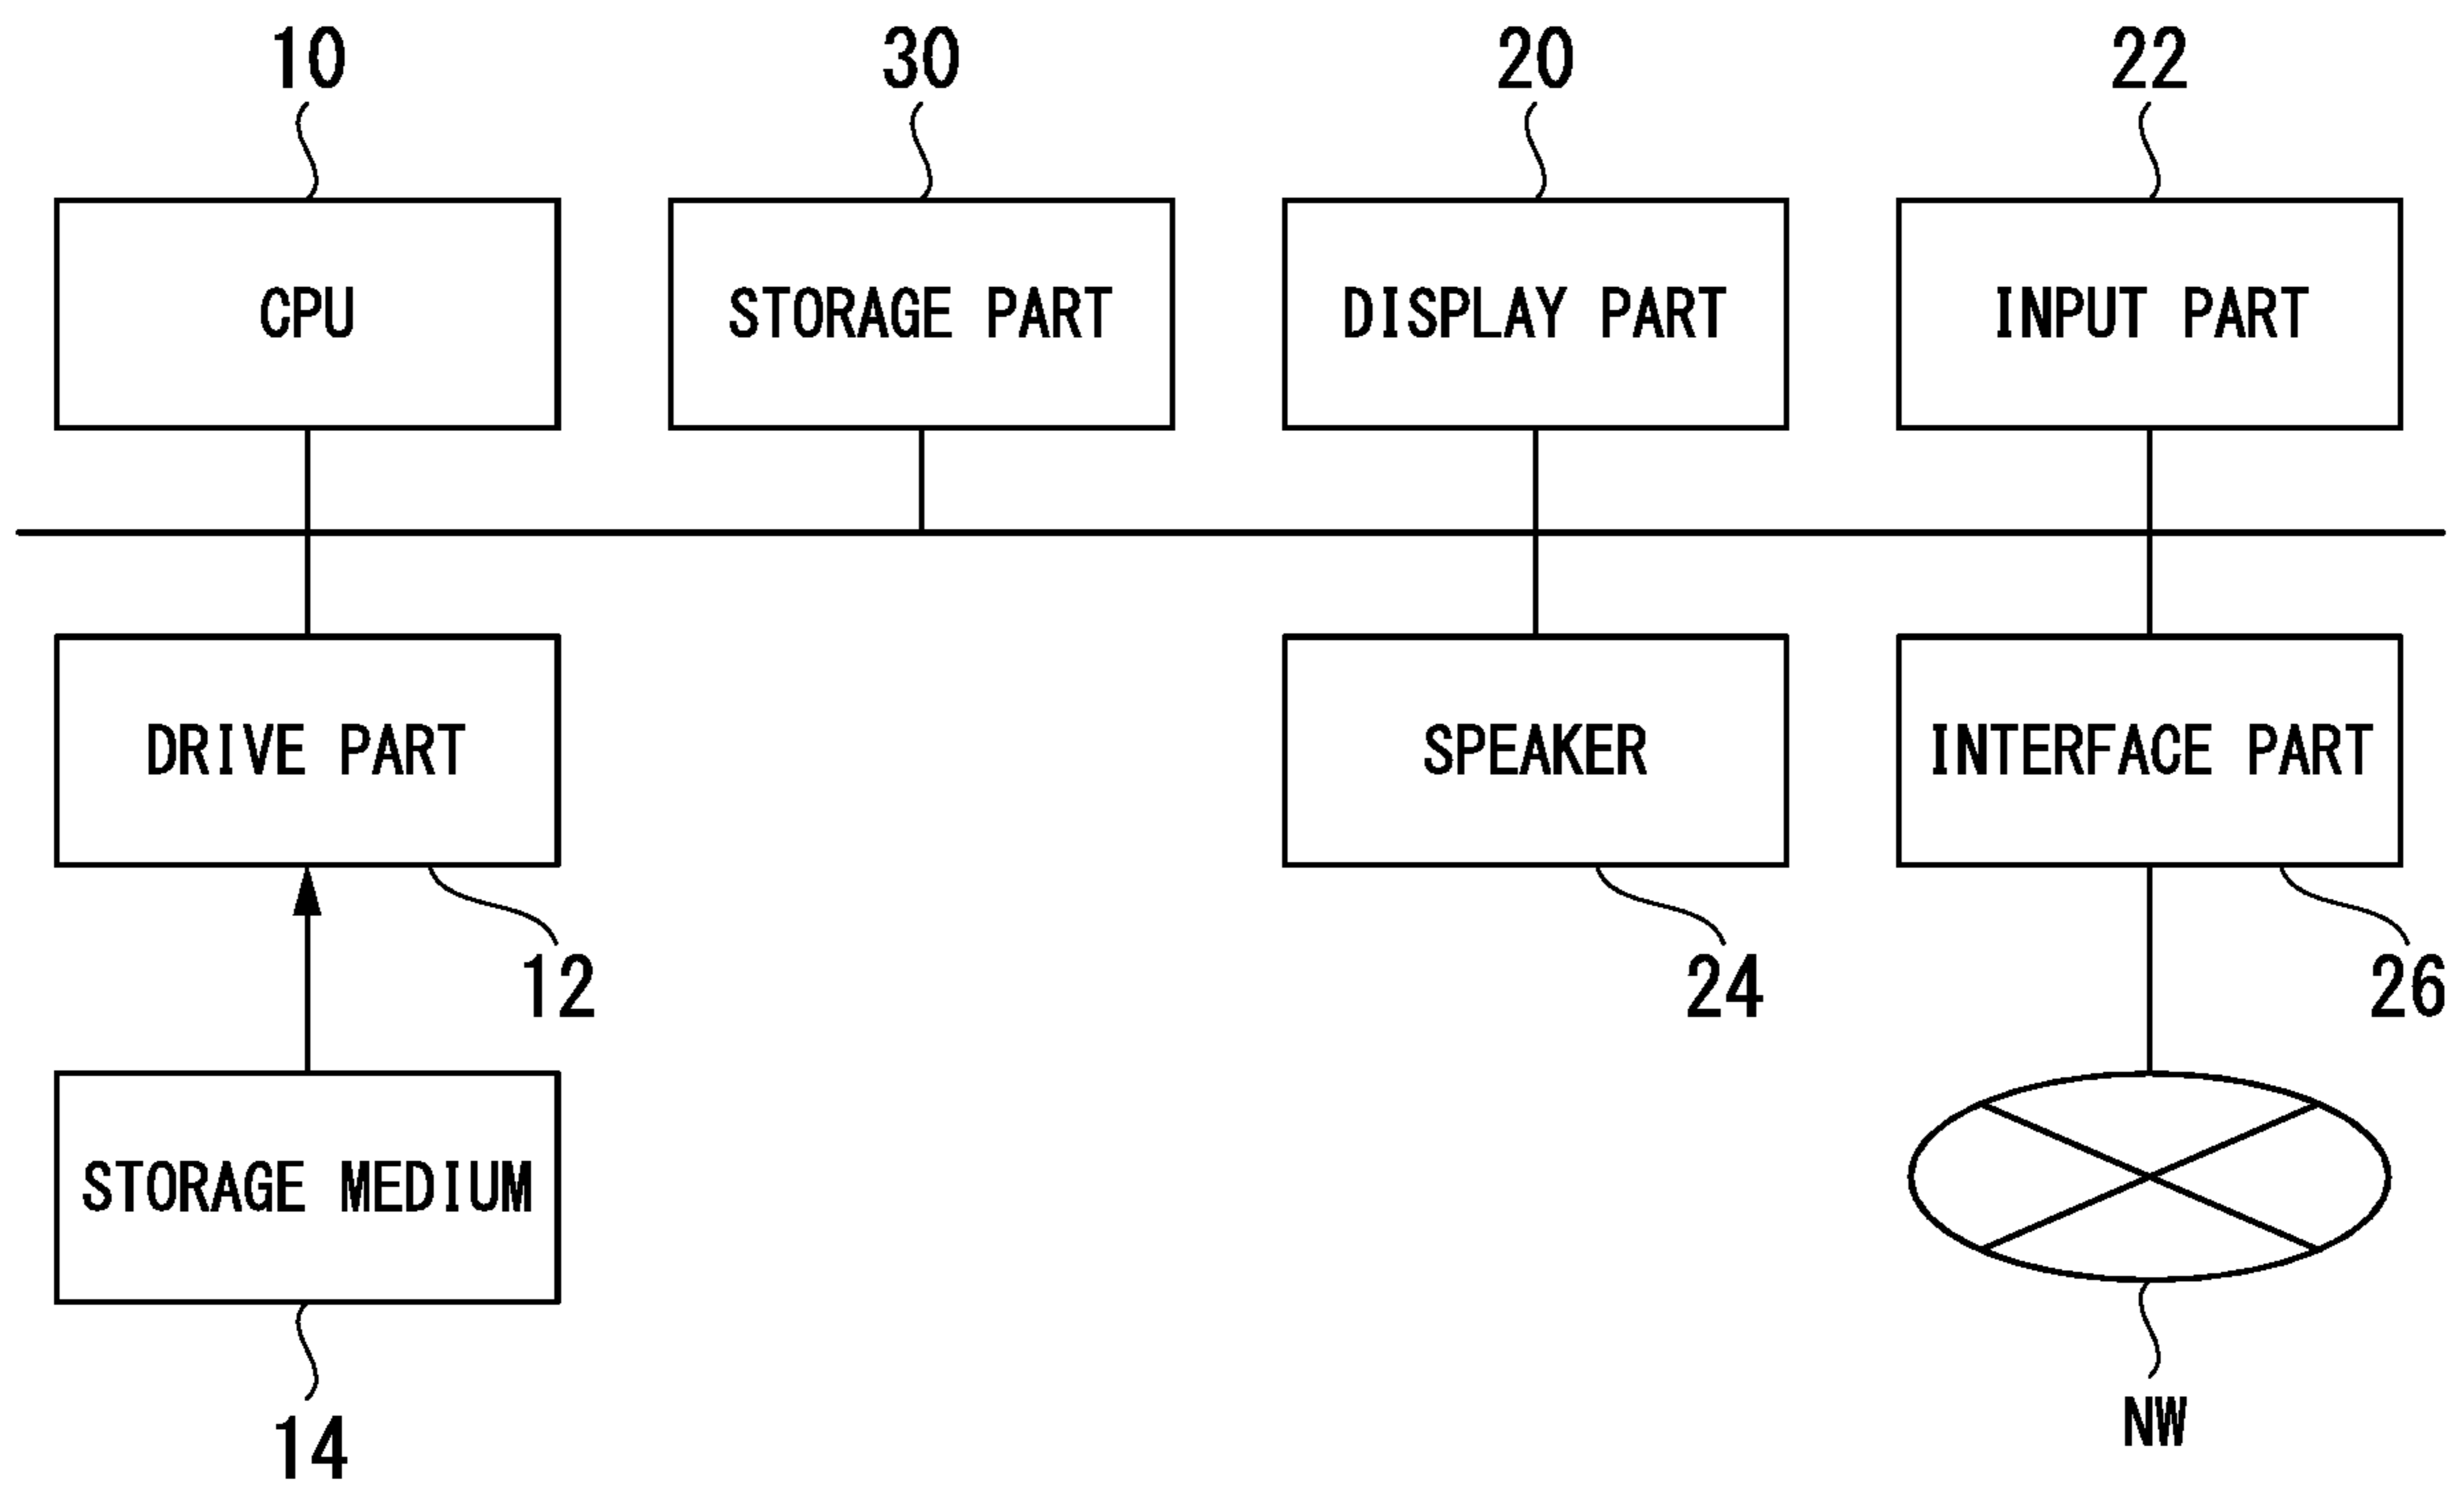 10
30
20
22
CPU
STORAGE PART
DISPLAY PART
INPUT PART
DRIVE PART
SPEAKER
INTERFACE PART
12
24
26
STORAGE MEDIUM
14
NW